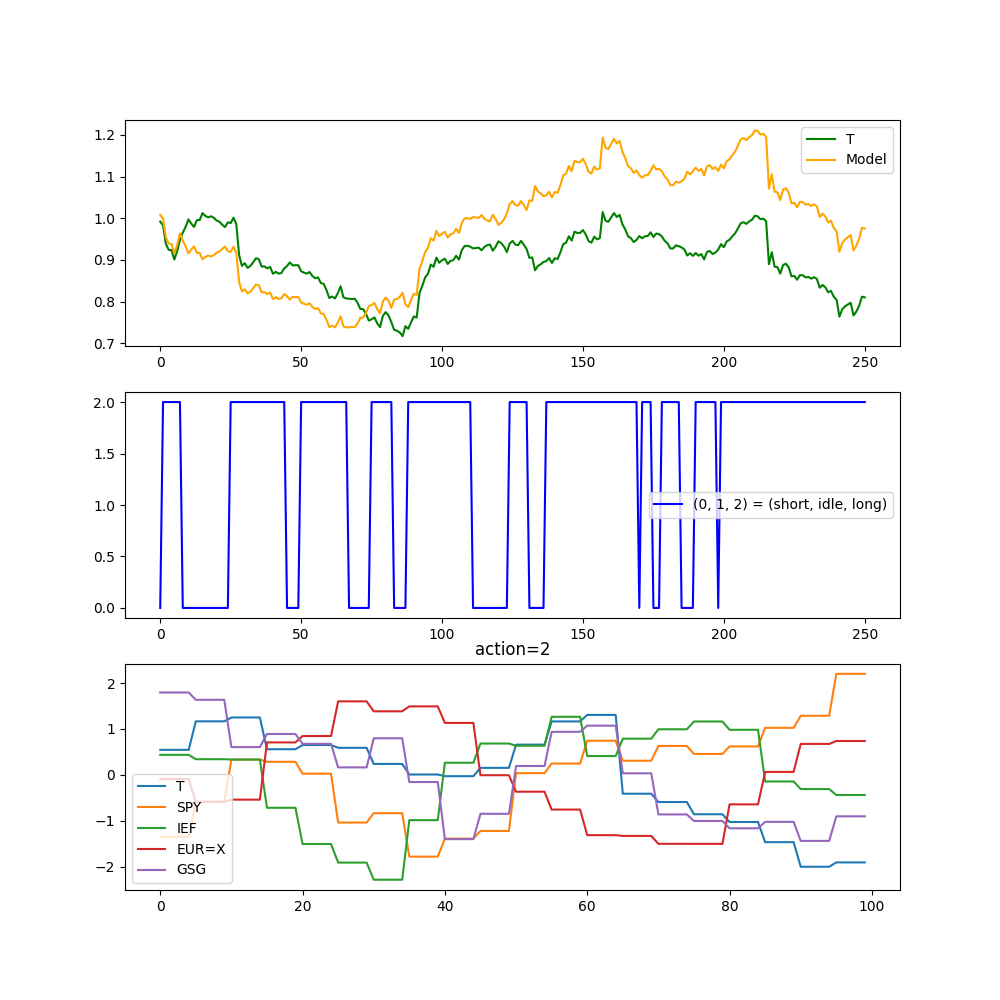 1.2
1.1
1.0
0.9
0.8
0.7
T
Model
0 50 100 150 200 250
2.0
1.5
1.0
0.5
0.0
(0, 1, 2) = (short, idle, long)
0 50 100 150 200 250
action=2
2
1
0
−1
−2
T
SPY
IEF
EUR=X
GSG
0 20 40 60 80 100